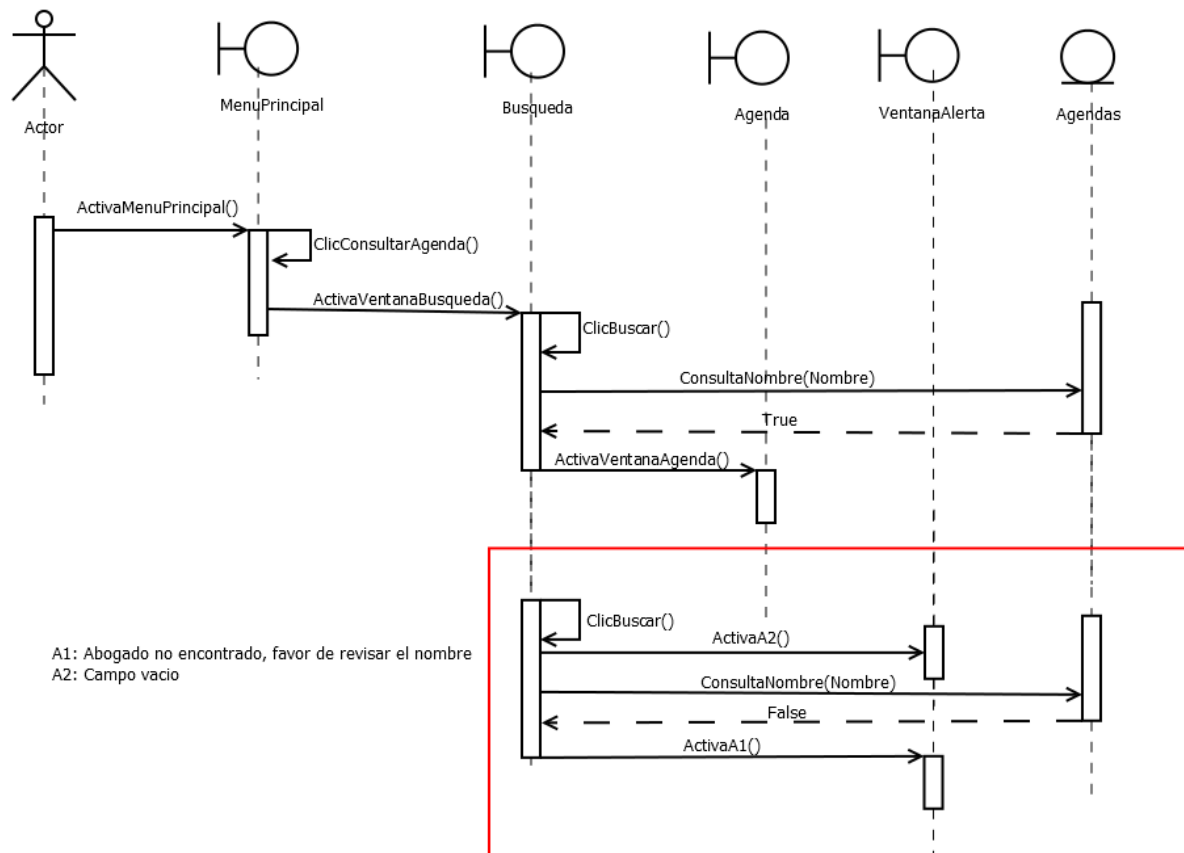 Actor
MenuPrincipal
Busqueda
Agenda
VentanaAlerta
Agendas
ActivaMenuPrincipal()
ClicConsultarAgenda()
ActivaVentanaBusqueda()
ClicBuscar()
ConsultaNombre(Nombre)
True
ActivaVentanaAgenda()
ClicBuscar()
ActivaA2()
A1: Abogado no encontrado, favor de revisar el nombre
A2: Campo vacio
ConsultaNombre(Nombre)
False
ActivaA1()